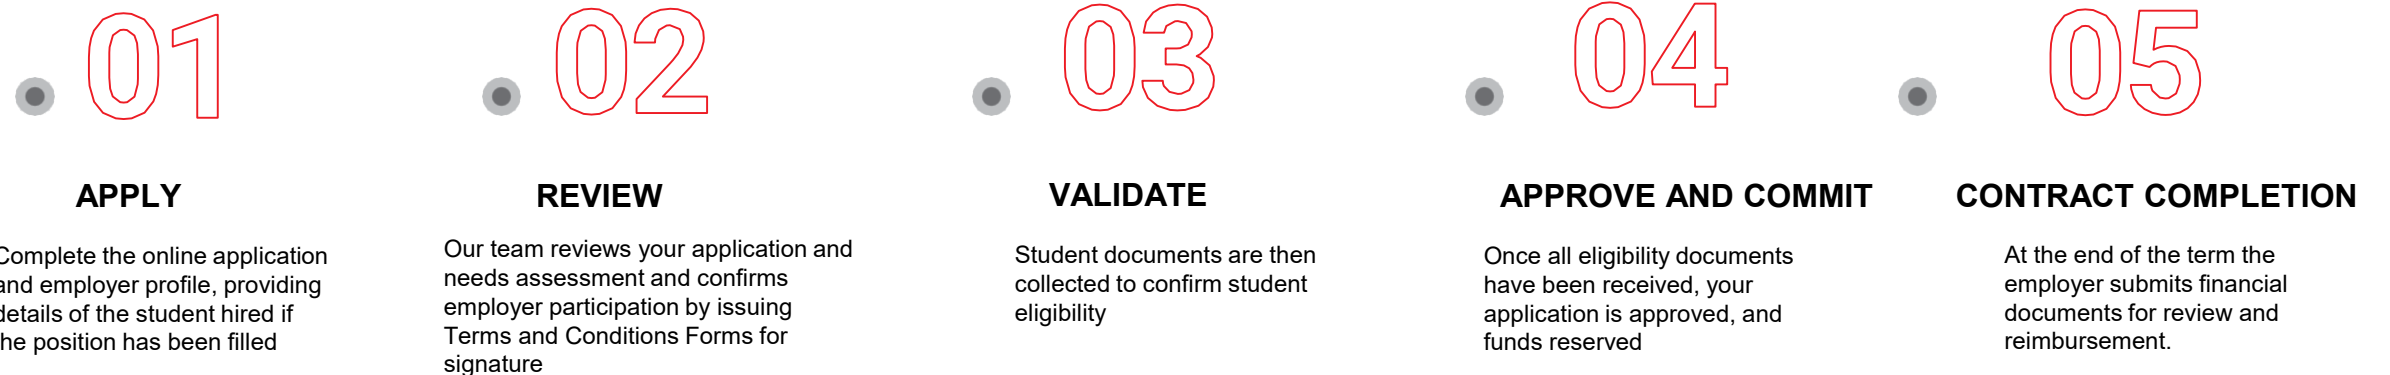 01
APPLY
Complete the online application
and employer profile, providing
details of the student hired if
the position has been filled
02
REVIEW
Our team reviews your application and
needs assessment and confirms
employer participation by issuing
Terms and Conditions Forms for
signature
03
VALIDATE
Student documents are then
collected to confirm student
eligibility
04
APPROVE AND COMMIT
Once all eligibility documents
have been received, your
application is approved, and
funds reserved
05
CONTRACT COMPLETION
At the end of the term the
employer submits financial
documents for review and
reimbursement.